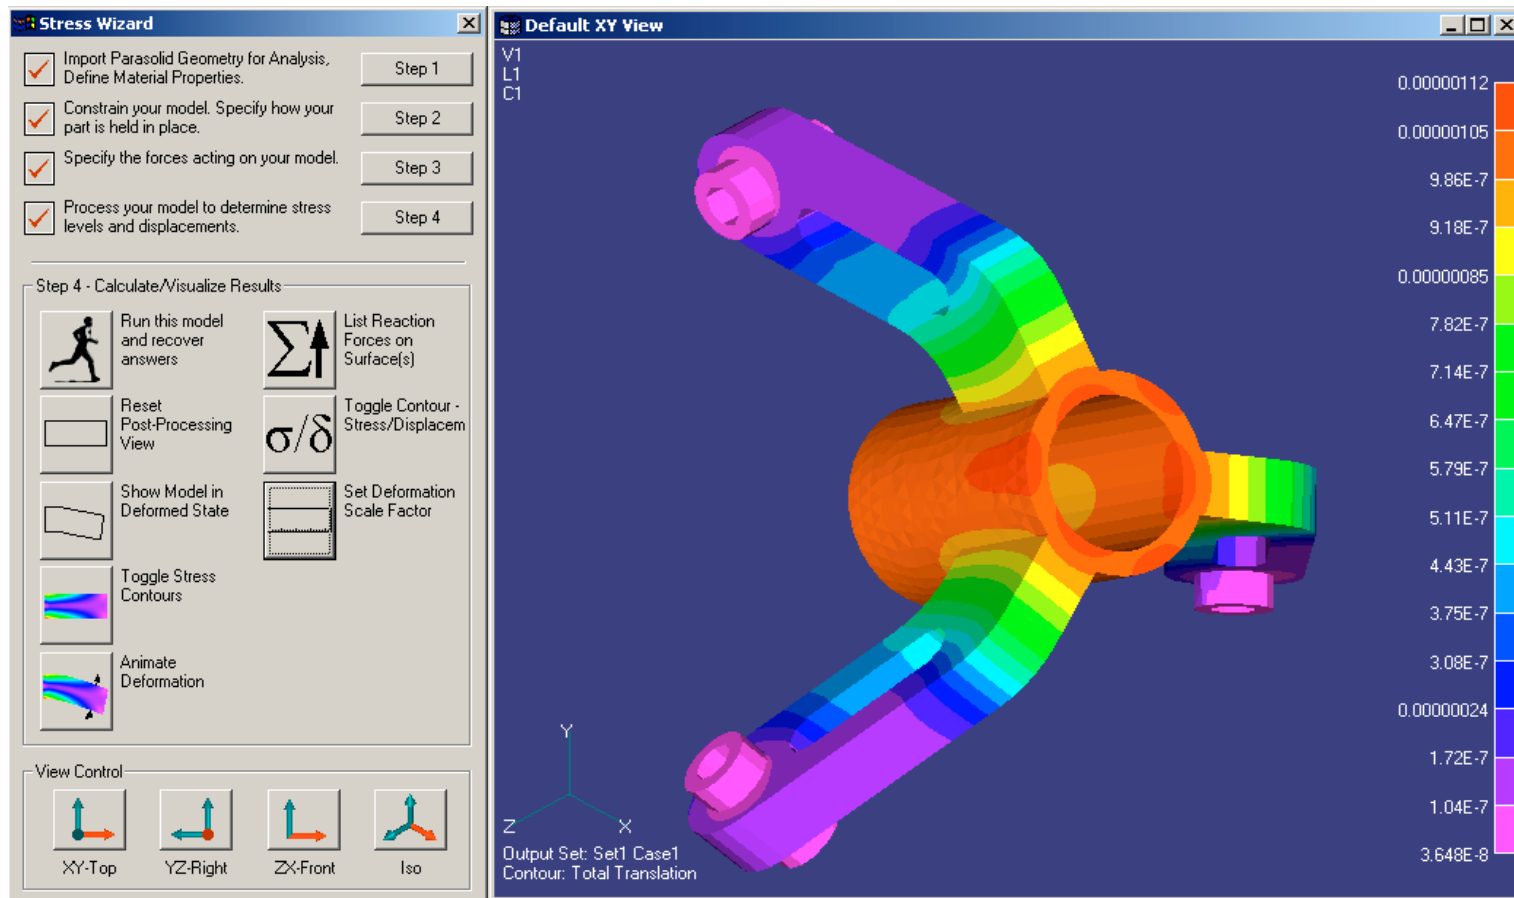 Stress Wizard
Import Parasolid Geometry for Analysis,
Define Material Properties.
Step 1
Constrain your model. Specify how your
part is held in place.
Step 2
Specify the forces acting on your model.
Step 3
Process your model to determine stress
levels and displacements.
Step 4
Step 4 - Calculate/Visualize Results
Run this model
and recover
answers
Σ
List Reaction
Forces on
Surface(s)
Reset
Post-Processing
View
σ/δ
Toggle Contour -
Stress/Displacem
Show Model in
Deformed State
Set Deformation
Scale Factor
Toggle Stress
Contours
Animate
Deformation
View Control
XY-Top
YZ-Right
ZX-Front
Iso
Default XY View
V1
L1
C1
0.00000112
0.00000105
9.86E-7
9.18E-7
0.00000085
7.82E-7
7.14E-7
6.47E-7
5.79E-7
5.11E-7
4.43E-7
3.75E-7
3.08E-7
0.00000024
1.72E-7
1.04E-7
3.648E-8
Y
Z
X
Output Set: Set1 Case1
Contour: Total Translation